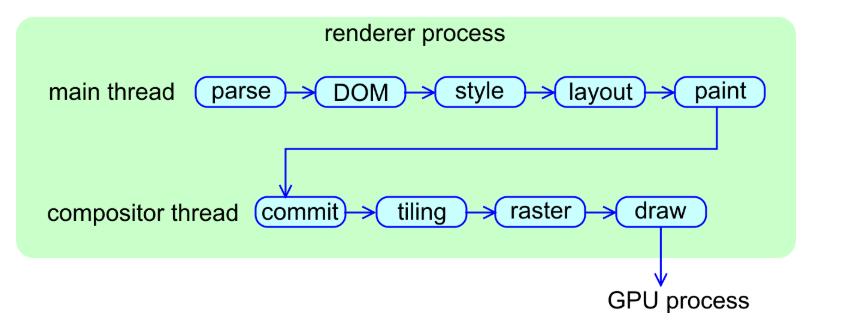 renderer process
main thread parse DOM style layout paint
compositor thread commit tiling raster draw
GPU process